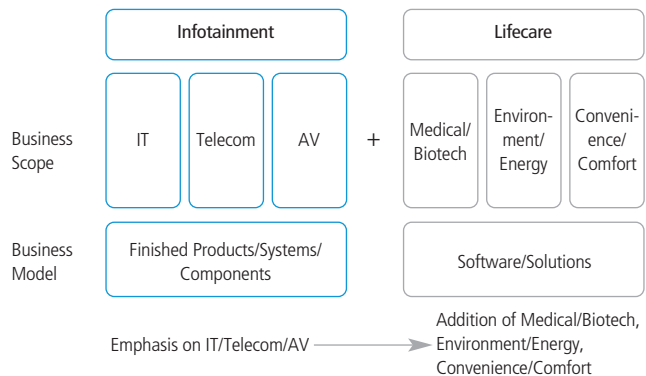 Infotainment
Lifecare
Business
Scope
IT
Telecom
AV
+
Medical/
Biotech
Environ-
ment/
Energy
Conveni-
ence/
Comfort
Business
Model
Finished Products/Systems/
Components
Software/Solutions
Emphasis on IT/Telecom/AV
Addition of Medical/Biotech,
Environment/Energy,
Convenience/Comfort